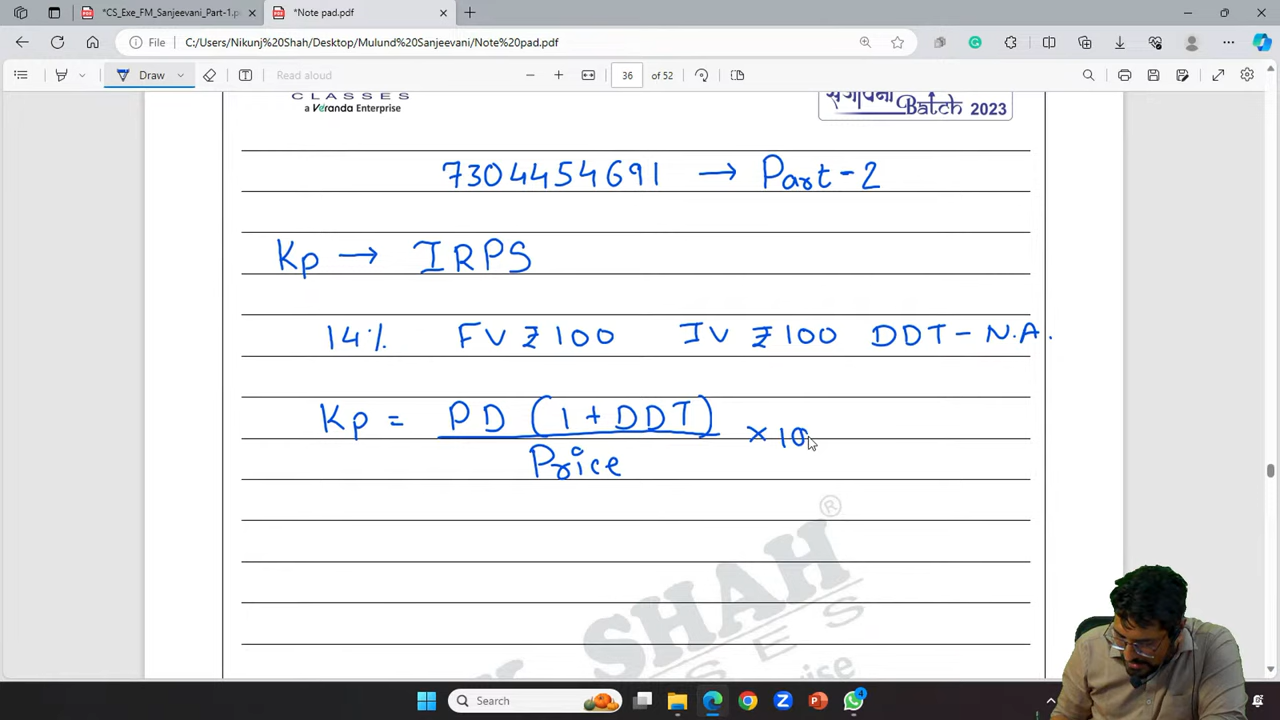 *CS_Exe_FM_Sanjeevani_Part-1.p
*Note pad.pdf
File
C:/Users/Nikunj%20Shah/Desktop/Mulund%20Sanjeevani/Note%20pad.pdf
Draw
Read aloud
36 of 52
CLASSES
a Veranda Enterprise
Batch 2023
7304454691 → Part-2
Kp → IRPS
14% FV ₹100 IV ₹100 DDT - N.A.
Kp = PD (1 + DDT) × 10
Price
SHAH
Search
4